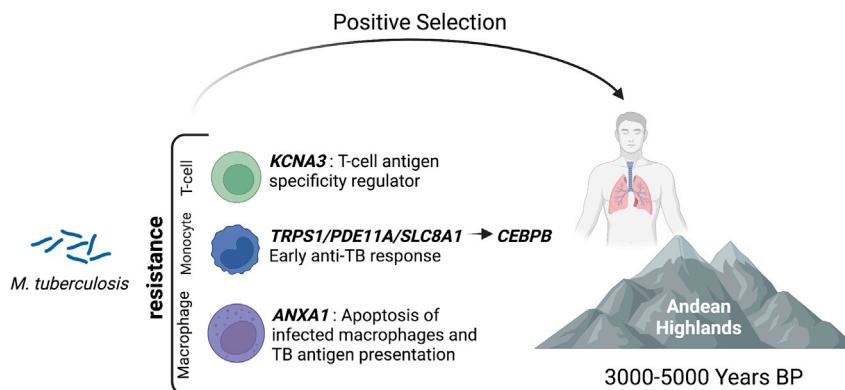 Positive Selection
M. tuberculosis
resistance
T-cell
KCNA3 : T-cell antigen
specificity regulator
Monocyte
TRPS1/PDE11A/SLC8A1 → CEBPB
Early anti-TB response
Macrophage
ANXA1 : Apoptosis of
infected macrophages and
TB antigen presentation
Andean
Highlands
3000-5000 Years BP